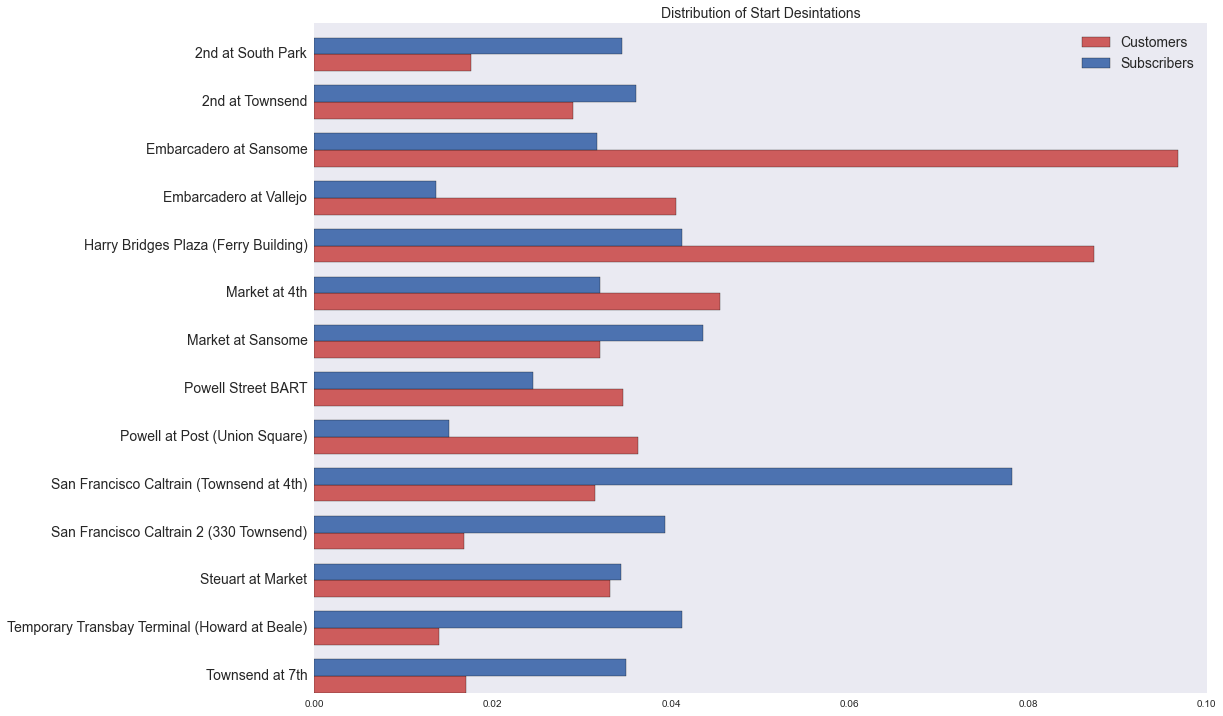 Distribution of Start Desintations
Customers
Subscribers
2nd at South Park
2nd at Townsend
Embarcadero at Sansome
Embarcadero at Vallejo
Harry Bridges Plaza (Ferry Building)
Market at 4th
Market at Sansome
Powell Street BART
Powell at Post (Union Square)
San Francisco Caltrain (Townsend at 4th)
San Francisco Caltrain 2 (330 Townsend)
Steuart at Market
Temporary Transbay Terminal (Howard at Beale)
Townsend at 7th
0.00 0.02 0.04 0.06 0.08 0.10